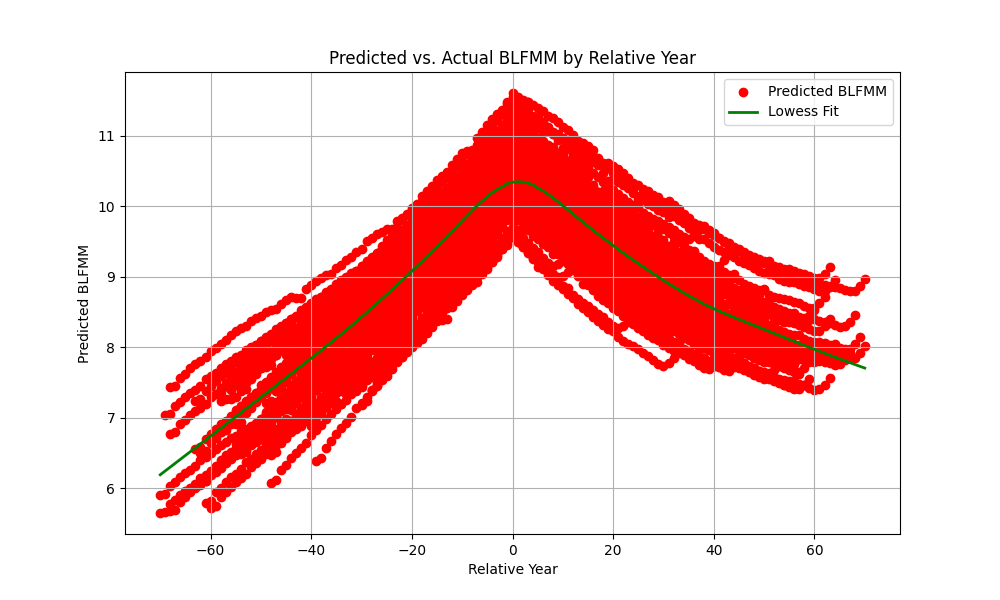 Predicted vs. Actual BLFMM by Relative Year
Predicted BLFMM
Lowess Fit
Predicted BLFMM
11
10
9
8
7
6
−60
−40
−20
0
20
40
60
Relative Year